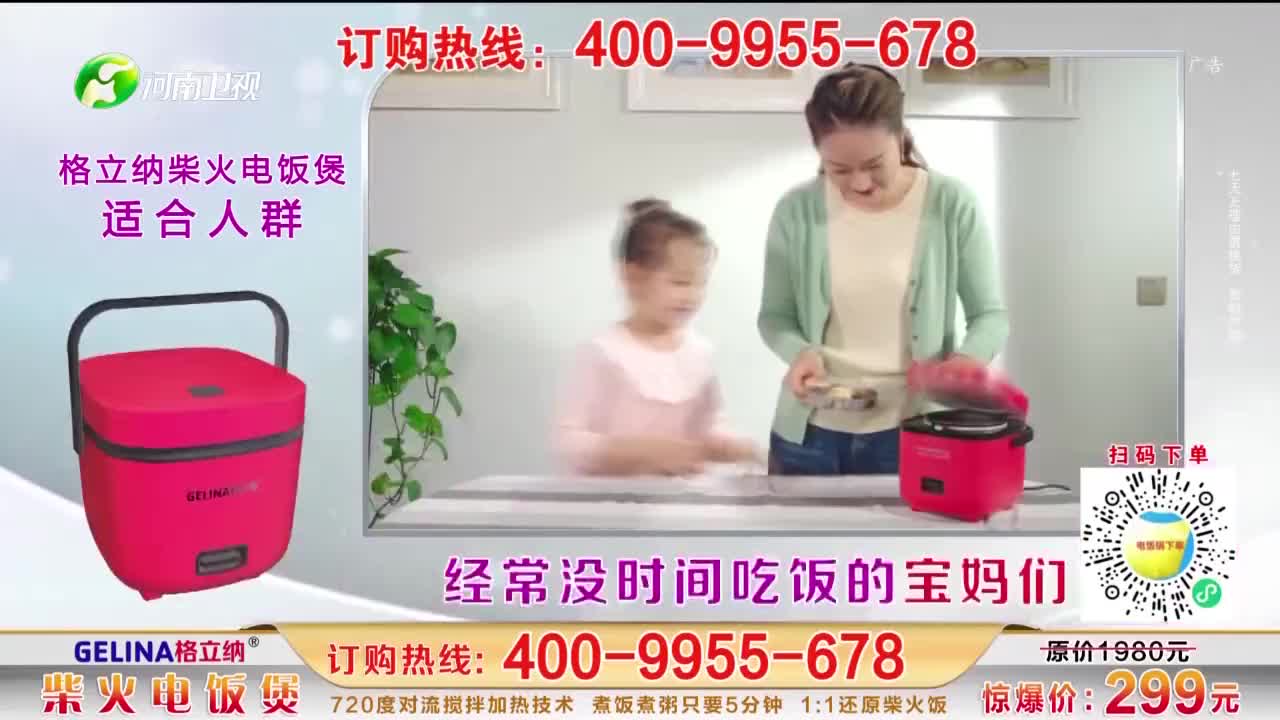 订购热线：400-9955-678
河南卫视
广告
格立纳柴火电饭煲
适合人群
GELINA
扫码下单
电饭锅下单
经常没时间吃饭的宝妈们
GELINA格立纳®
柴火电饭煲
订购热线：400-9955-678
720度对流搅拌加热技术 煮饭煮粥只要5分钟 1:1还原柴火饭
原价1980元
惊爆价：299元